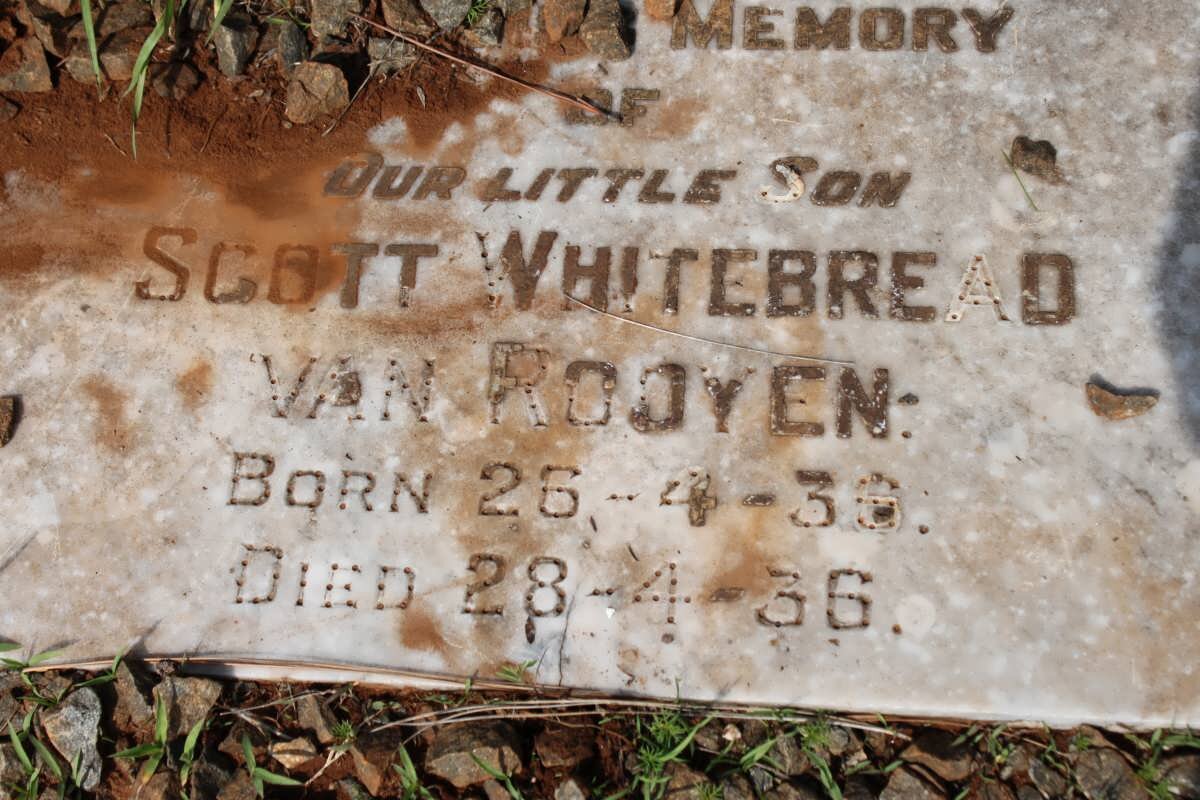 MEMORY
OF
OUR LITTLE SON
SCOTT WHITEBREAD
VAN ROOYEN.
BORN 26-4-36.
DIED 28-4-36.